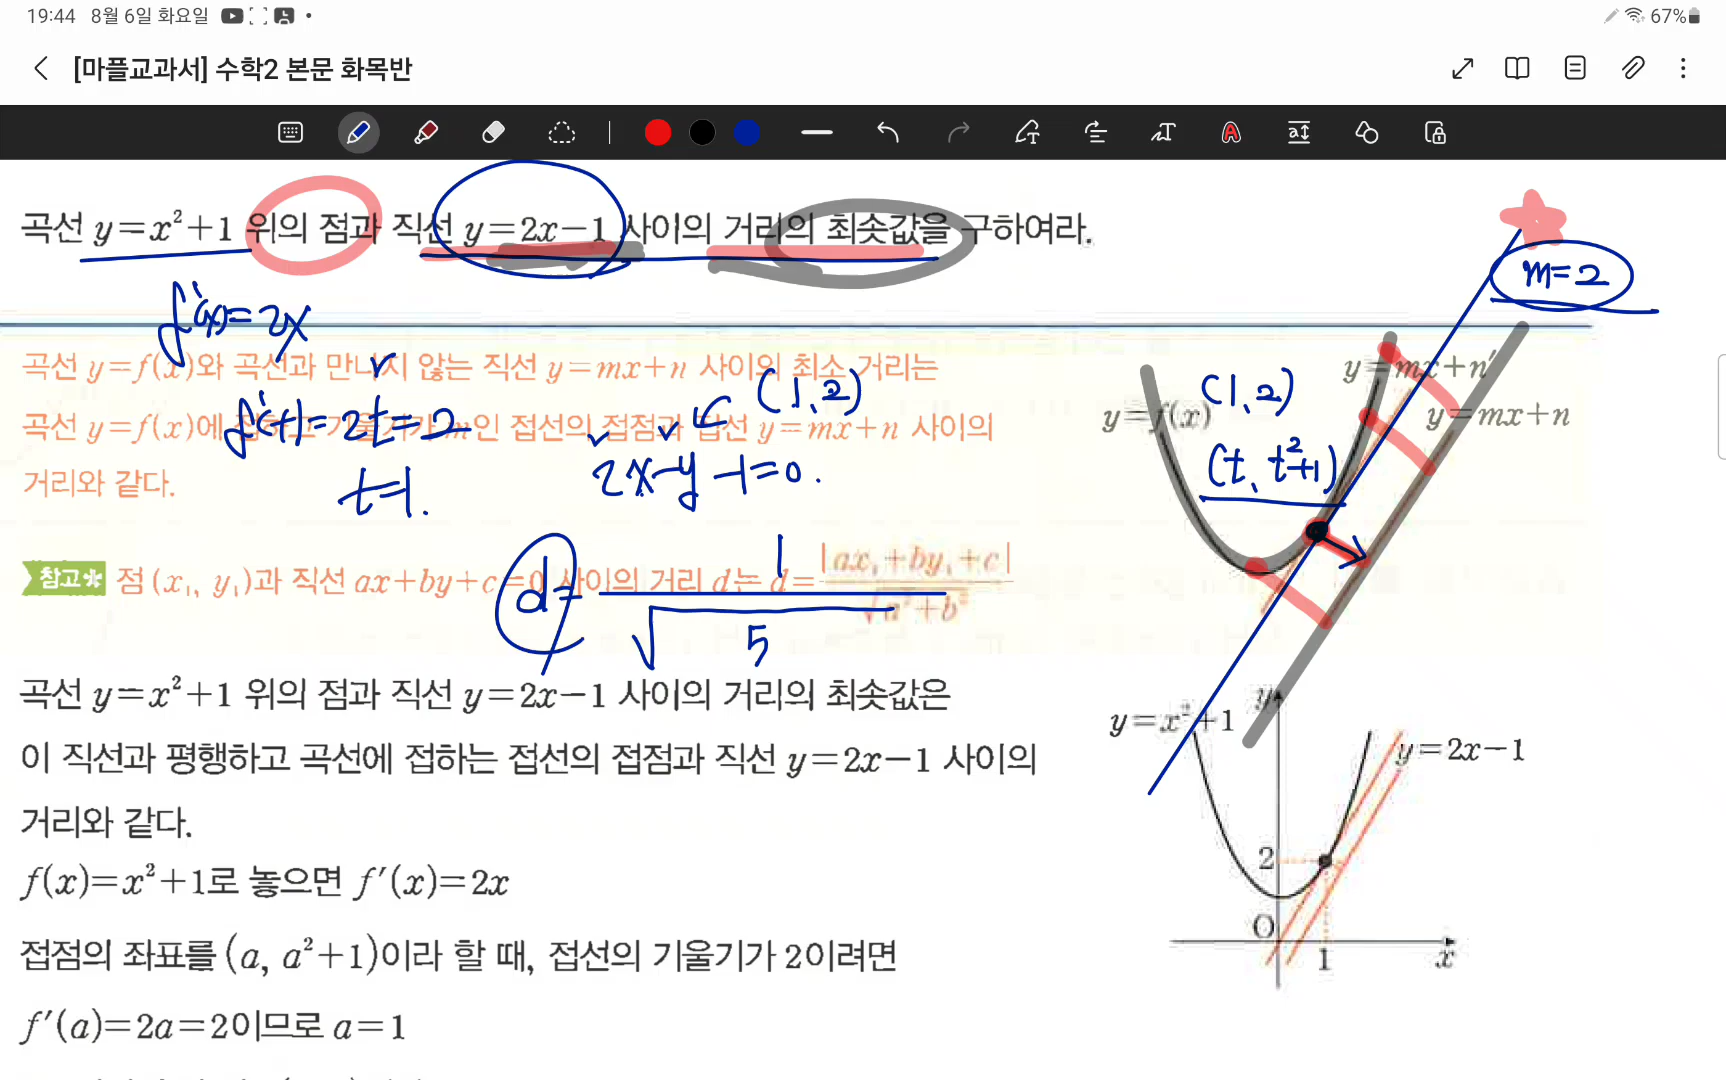 19:44 8월 6일 화요일
67%
[마플교과서] 수학2 본문 화목반
곡선 y=x²+1 위의 점과 직선 y=2x−1 사이의 거리의 최솟값을 구하여라.
m=2
f'(x)=2x
곡선 y=f(x)와 곡선과 만나지 않는 직선 y=mx+n 사이의 최소 거리는
y=mx+n'
(1, 2)
(1, 2)
y=f(x)
y=mx+n
곡선 y=f(x)에 접하고 기울기가 m인 접선의 접점과 직선 y=mx+n 사이의
f'(t)=2t=2
거리와 같다.
t=1.
2x−y−1=0.
(t, t²+1)
참고 점 (x₁, y₁)과 직선 ax+by+c=0 사이의 거리 d는 d=|ax₁+by₁+c|/√a²+b²
d=1/√5
곡선 y=x²+1 위의 점과 직선 y=2x−1 사이의 거리의 최솟값은
y
y=x²+1
y=2x−1
이 직선과 평행하고 곡선에 접하는 접선의 접점과 직선 y=2x−1 사이의
거리와 같다.
2
f(x)=x²+1로 놓으면 f'(x)=2x
O
1
x
접점의 좌표를 (a, a²+1)이라 할 때, 접선의 기울기가 2이려면
f'(a)=2a=2이므로 a=1